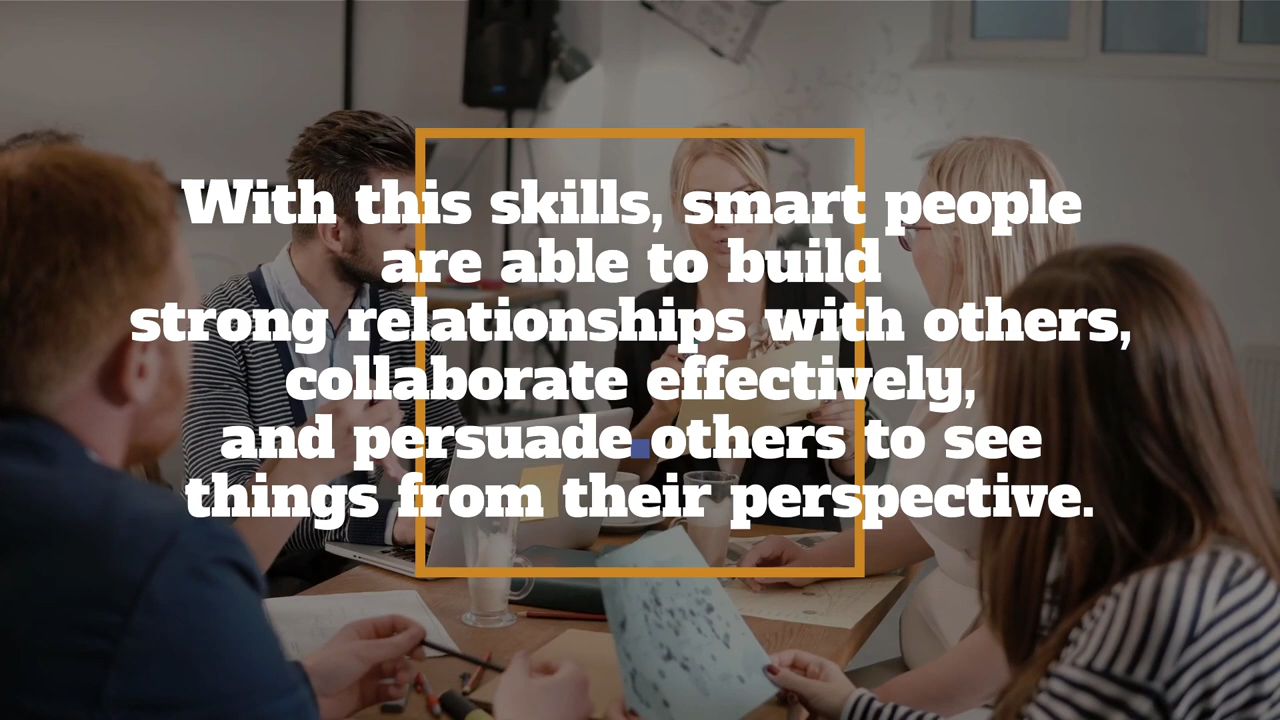 With this skills, smart people
are able to build
strong relationships with others,
collaborate effectively,
and persuade others to see
things from their perspective.